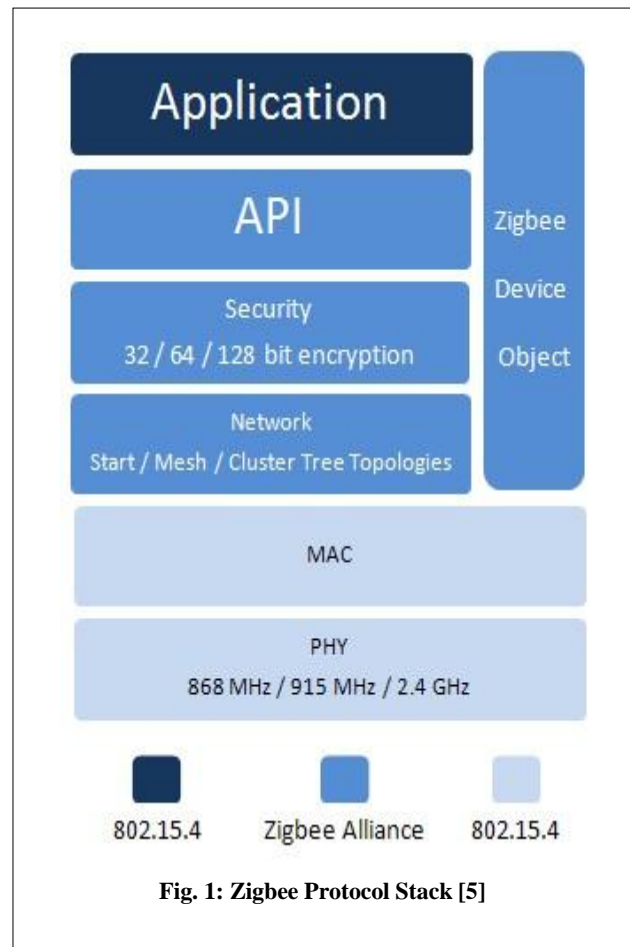 Application
API
Security
32 / 64 / 128 bit encryption
Network
Start / Mesh / Cluster Tree Topologies
Zigbee
Device
Object
MAC
PHY
868 MHz / 915 MHz / 2.4 GHz
802.15.4
Zigbee Alliance
802.15.4
Fig. 1: Zigbee Protocol Stack [5]